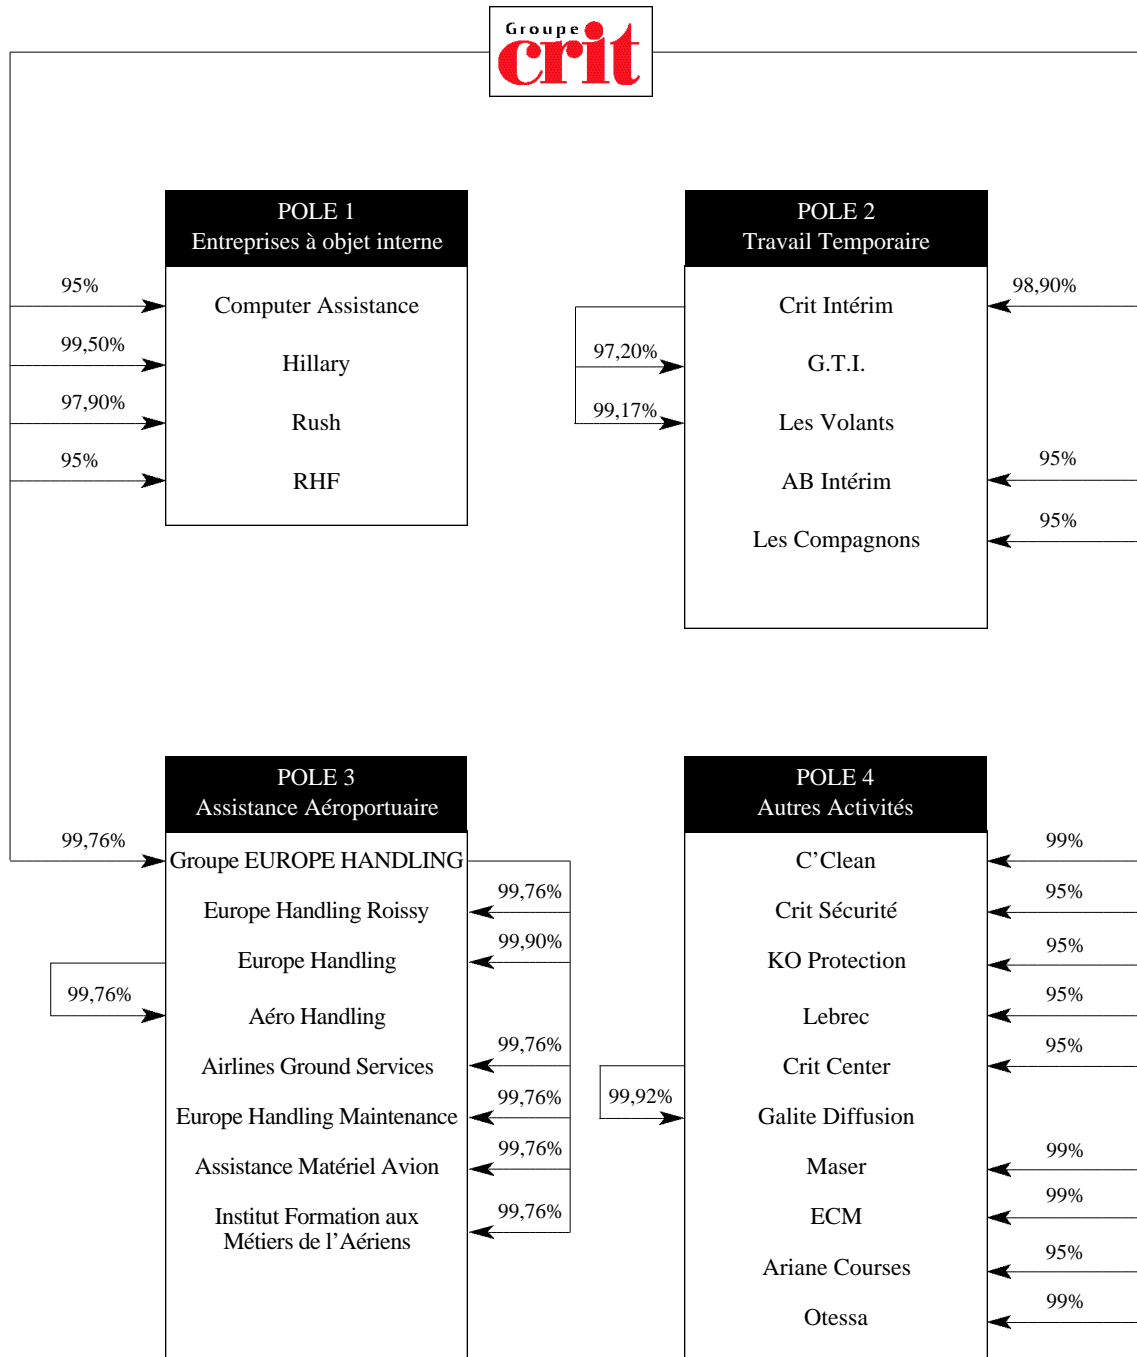 Groupe
crit
POLE 1
Entreprises à objet interne
95%
Computer Assistance
99,50%
Hillary
97,90%
Rush
95%
RHF
POLE 2
Travail Temporaire
Crit Intérim
98,90%
97,20%
G.T.I.
99,17%
Les Volants
AB Intérim
95%
Les Compagnons
95%
POLE 3
Assistance Aéroportuaire
99,76%
Groupe EUROPE HANDLING
Europe Handling Roissy
99,76%
Europe Handling
99,90%
99,76%
Aéro Handling
Airlines Ground Services
99,76%
Europe Handling Maintenance
99,76%
Assistance Matériel Avion
99,76%
Institut Formation aux
Métiers de l’Aériens
99,76%
POLE 4
Autres Activités
C’Clean
99%
Crit Sécurité
95%
KO Protection
95%
Lebrec
95%
Crit Center
95%
99,92%
Galite Diffusion
Maser
99%
ECM
99%
Ariane Courses
95%
Otessa
99%